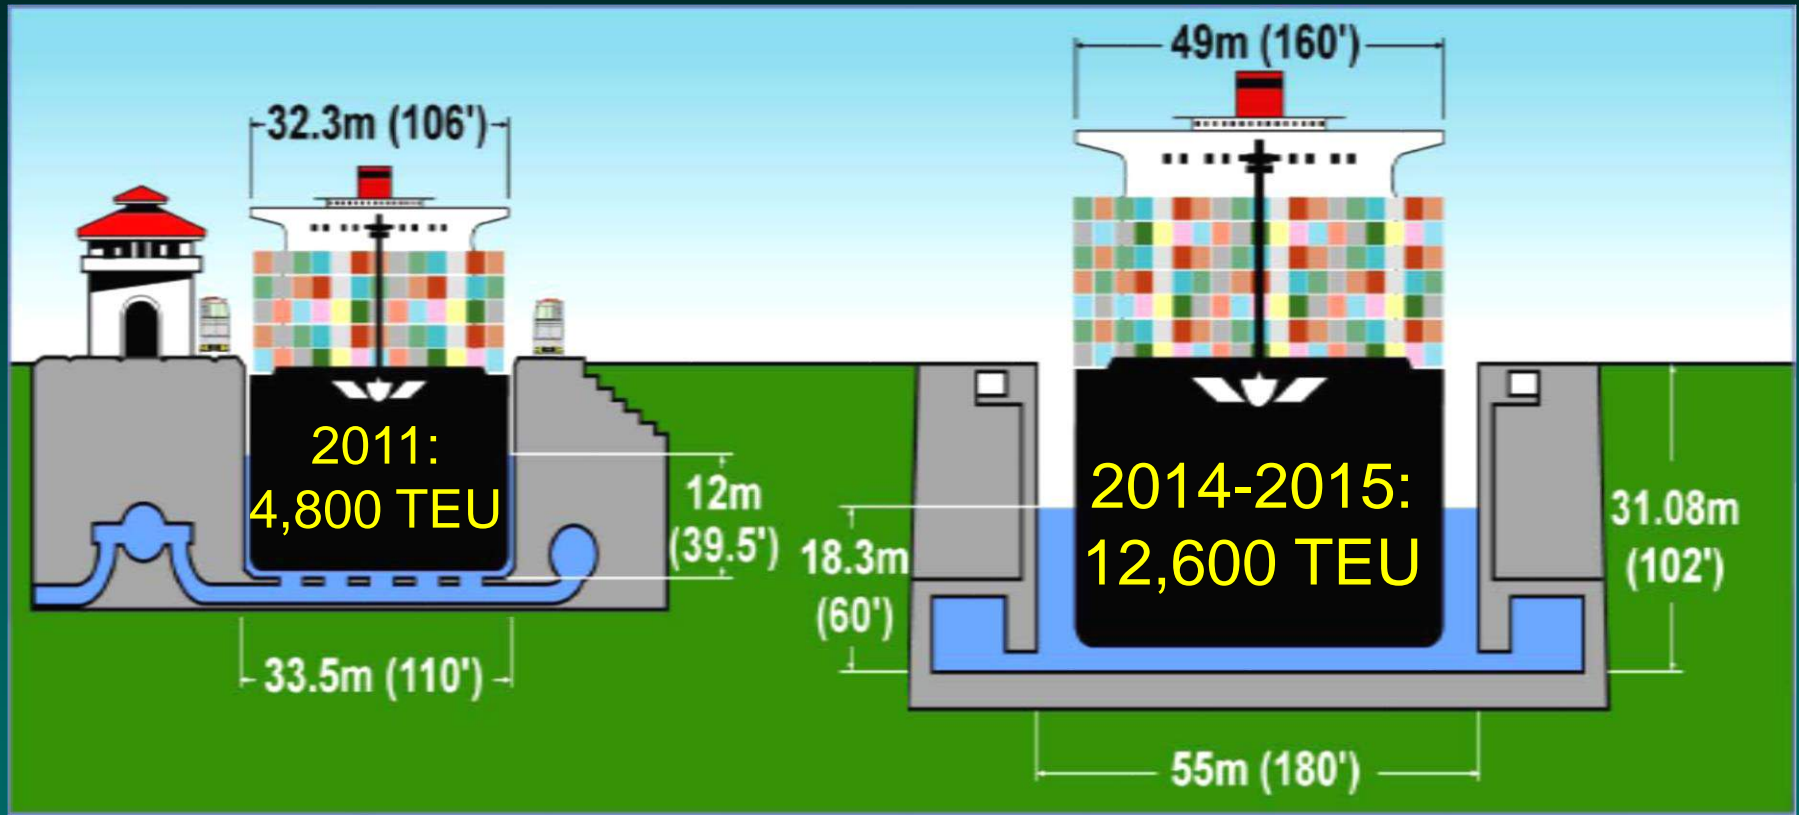 49m (160')
32.3m (106')
2011:
4,800 TEU
12m
(39.5')
33.5m (110')
2014-2015:
12,600 TEU
18.3m
(60')
31.08m
(102')
55m (180')